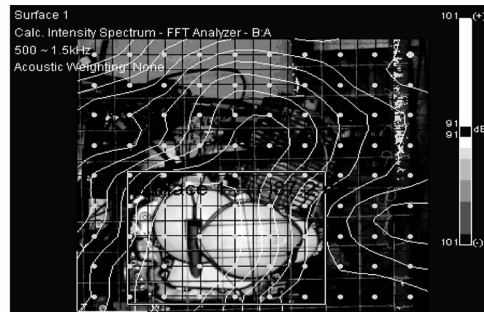 Surface 1
Calc. Intensity Spectrum - FFT Analyzer - B:A
500 ~ 1.5kHz
Acoustic Weighting: None
101 (+)
91
91
dB
101 (-)